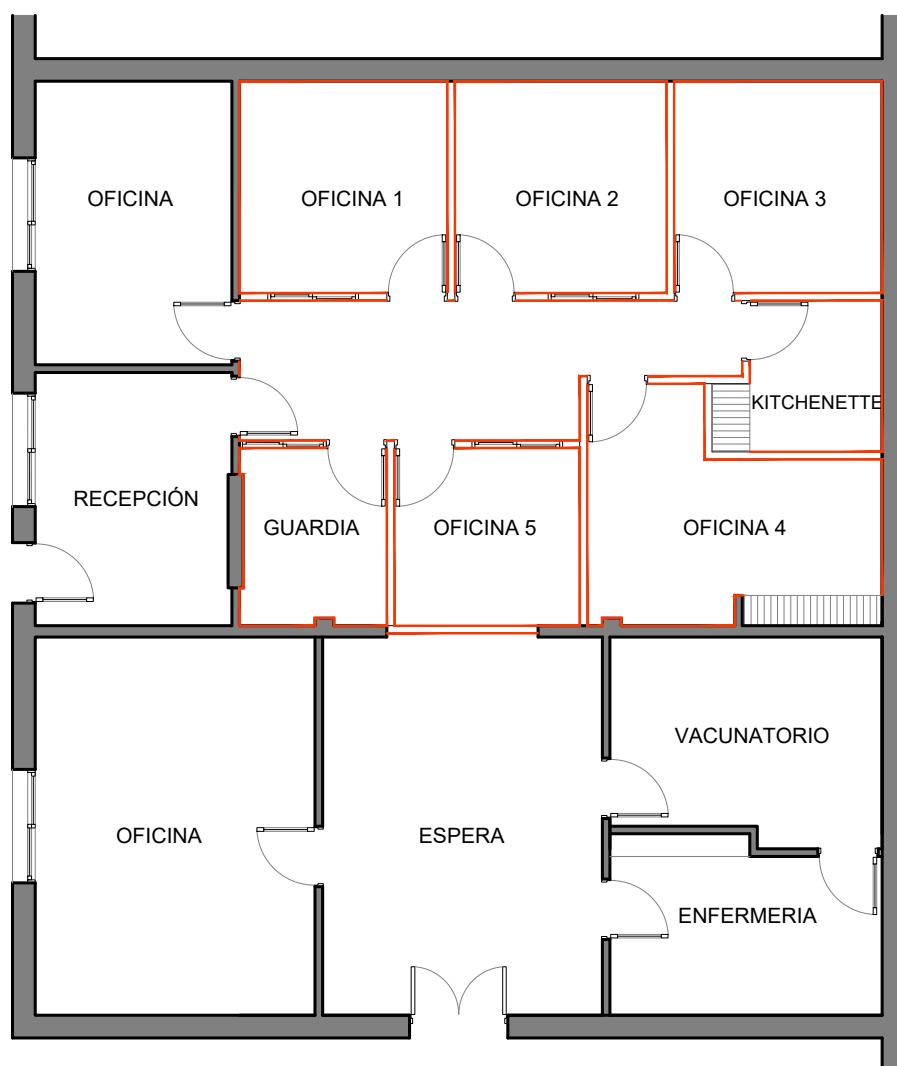 OFICINA
OFICINA 1
OFICINA 2
OFICINA 3
KITCHENETTE
RECEPCIÓN
GUARDIA
OFICINA 5
OFICINA 4
VACUNATORIO
OFICINA
ESPERA
ENFERMERIA